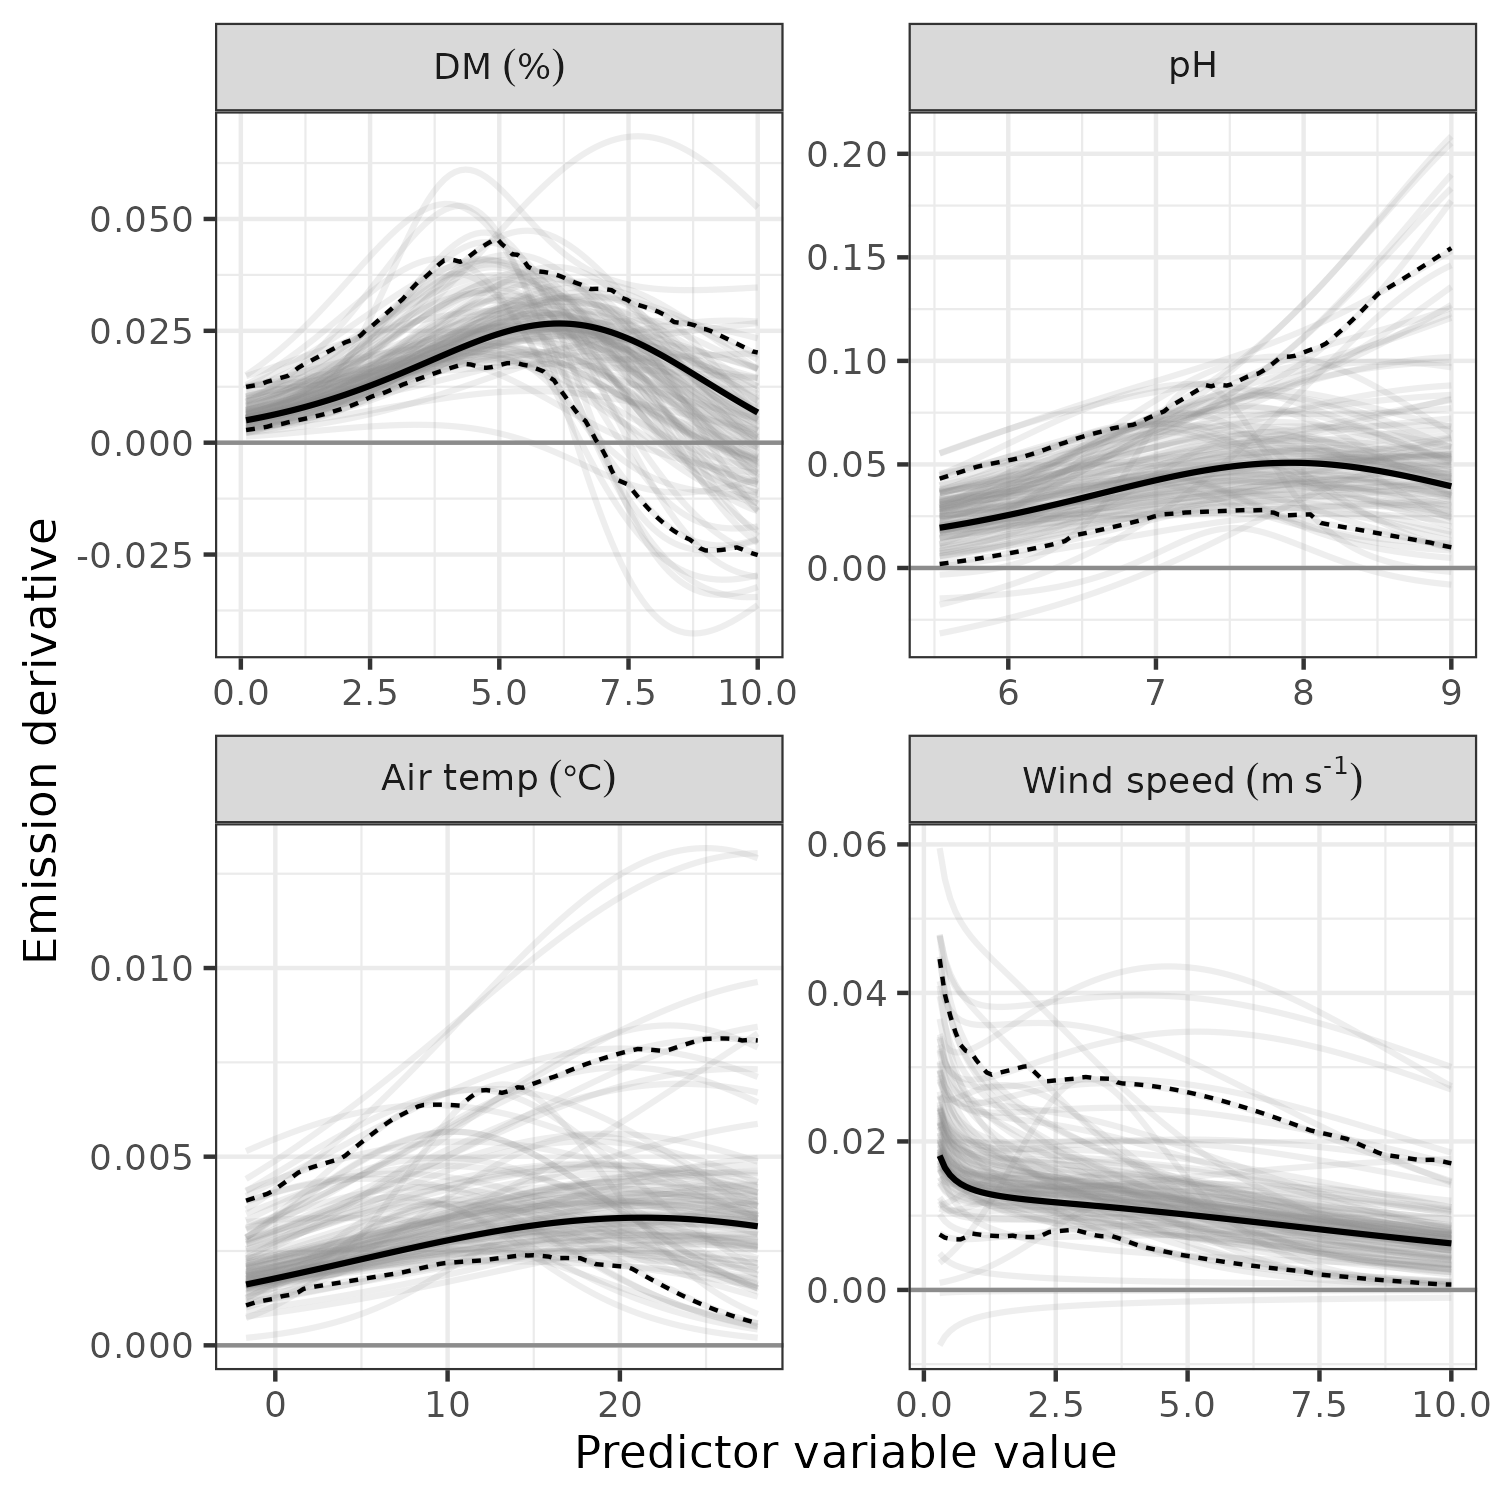 DM (%)
pH
0.050
0.025
0.000
-0.025
0.20
0.15
0.10
0.05
0.00
0.0 2.5 5.0 7.5 10.0
6 7 8 9
Air temp (°C)
Wind speed (m s-1)
0.010
0.005
0.000
0.06
0.04
0.02
0.00
0 10 20
0.0 2.5 5.0 7.5 10.0
Emission derivative
Predictor variable value